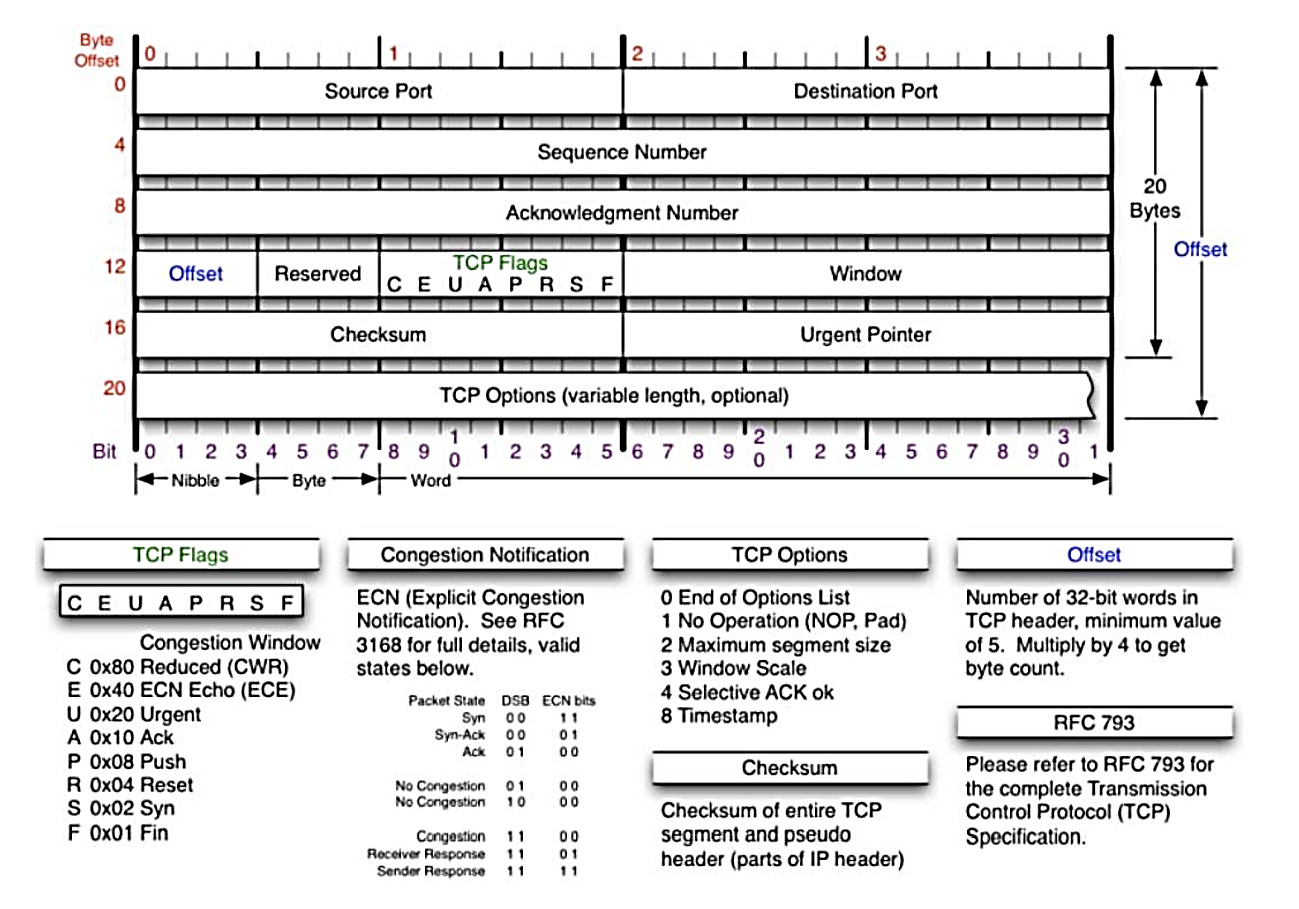 Byte
Offset
0 1 2 3
0
Source Port Destination Port
4
Sequence Number
8
Acknowledgment Number
20
Bytes
Offset
12
Offset Reserved TCP Flags Window
C E U A P R S F
16
Checksum Urgent Pointer
20
TCP Options (variable length, optional)
Bit 0 1 2 3 4 5 6 7 8 9 10 1 2 3 4 5 6 7 8 9 20 1 2 3 4 5 6 7 8 9 30 1
Nibble Byte Word
TCP Flags
C E U A P R S F
Congestion Window
C 0x80 Reduced (CWR)
E 0x40 ECN Echo (ECE)
U 0x20 Urgent
A 0x10 Ack
P 0x08 Push
R 0x04 Reset
S 0x02 Syn
F 0x01 Fin
Congestion Notification
ECN (Explicit Congestion
Notification). See RFC
3168 for full details, valid
states below.
Packet State DSB ECN bits
Syn 0 0 1 1
Syn-Ack 0 0 0 1
Ack 0 1 0 0
No Congestion 0 1 0 0
No Congestion 1 0 0 0
Congestion 1 1 0 0
Receiver Response 1 1 0 1
Sender Response 1 1 1 1
TCP Options
0 End of Options List
1 No Operation (NOP, Pad)
2 Maximum segment size
3 Window Scale
4 Selective ACK ok
8 Timestamp
Checksum
Checksum of entire TCP
segment and pseudo
header (parts of IP header)
Offset
Number of 32-bit words in
TCP header, minimum value
of 5. Multiply by 4 to get
byte count.
RFC 793
Please refer to RFC 793 for
the complete Transmission
Control Protocol (TCP)
Specification.